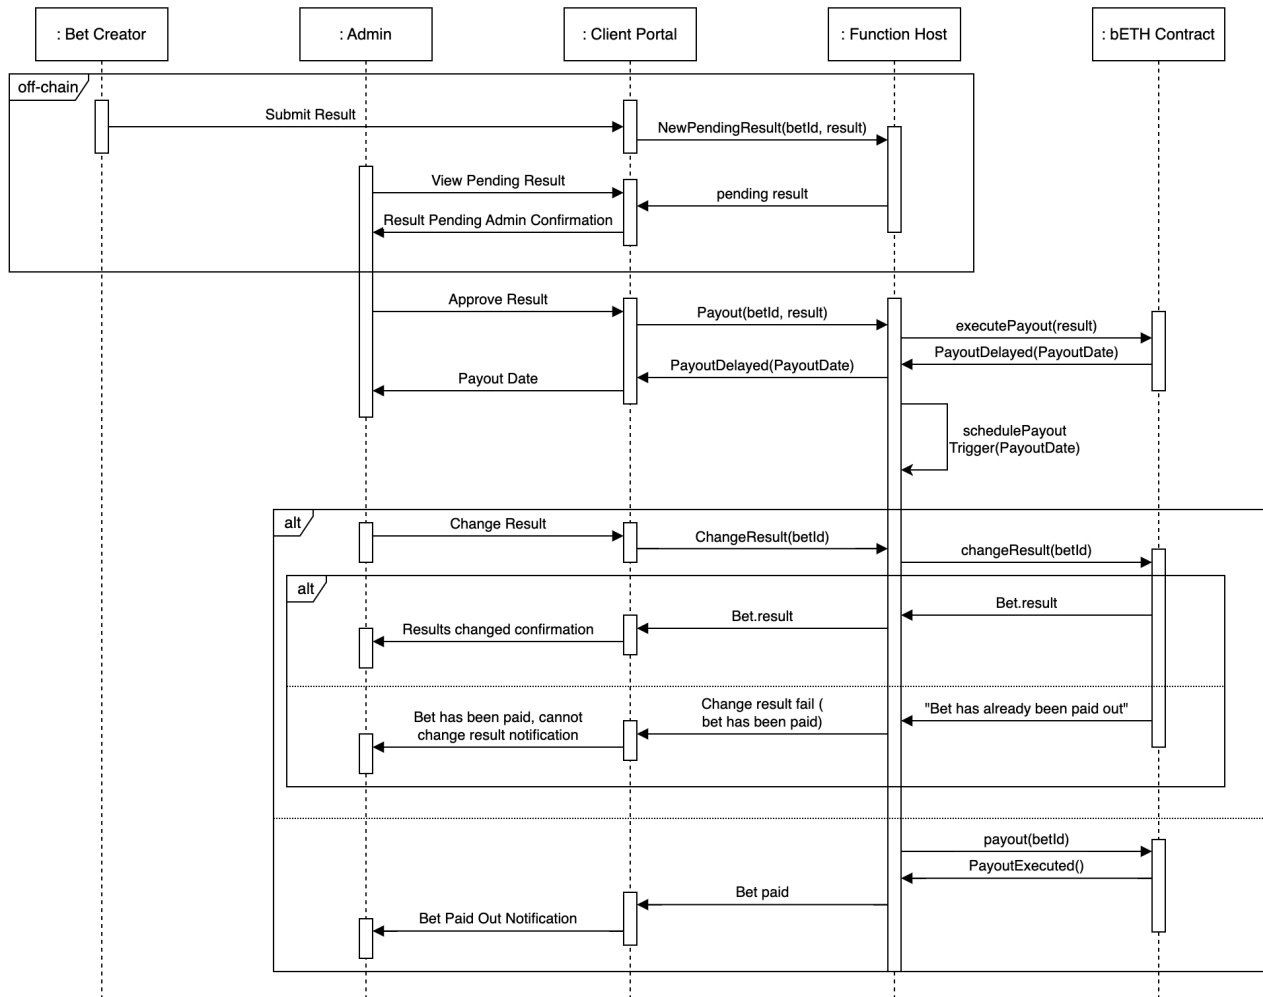 : Bet Creator
: Admin
: Client Portal
: Function Host
: bETH Contract
off-chain
Submit Result
NewPendingResult(betId, result)
View Pending Result
pending result
Result Pending Admin Confirmation
Approve Result
Payout(betId, result)
executePayout(result)
PayoutDelayed(PayoutDate)
PayoutDelayed(PayoutDate)
Payout Date
schedulePayout
Trigger(PayoutDate)
alt
Change Result
ChangeResult(betId)
changeResult(betId)
alt
Bet.result
Bet.result
Results changed confirmation
"Bet has already been paid out"
Change result fail (
bet has been paid)
Bet has been paid, cannot
change result notification
payout(betId)
PayoutExecuted()
Bet paid
Bet Paid Out Notification